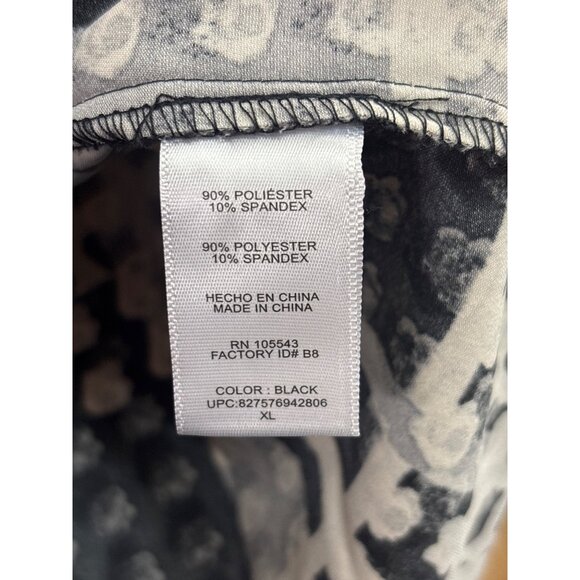 90% POLIÉSTER
10% SPANDEX
90% POLYESTER
10% SPANDEX
HECHO EN CHINA
MADE IN CHINA
RN 105543
FACTORY ID# B8
COLOR : BLACK
UPC:827576942806
XL